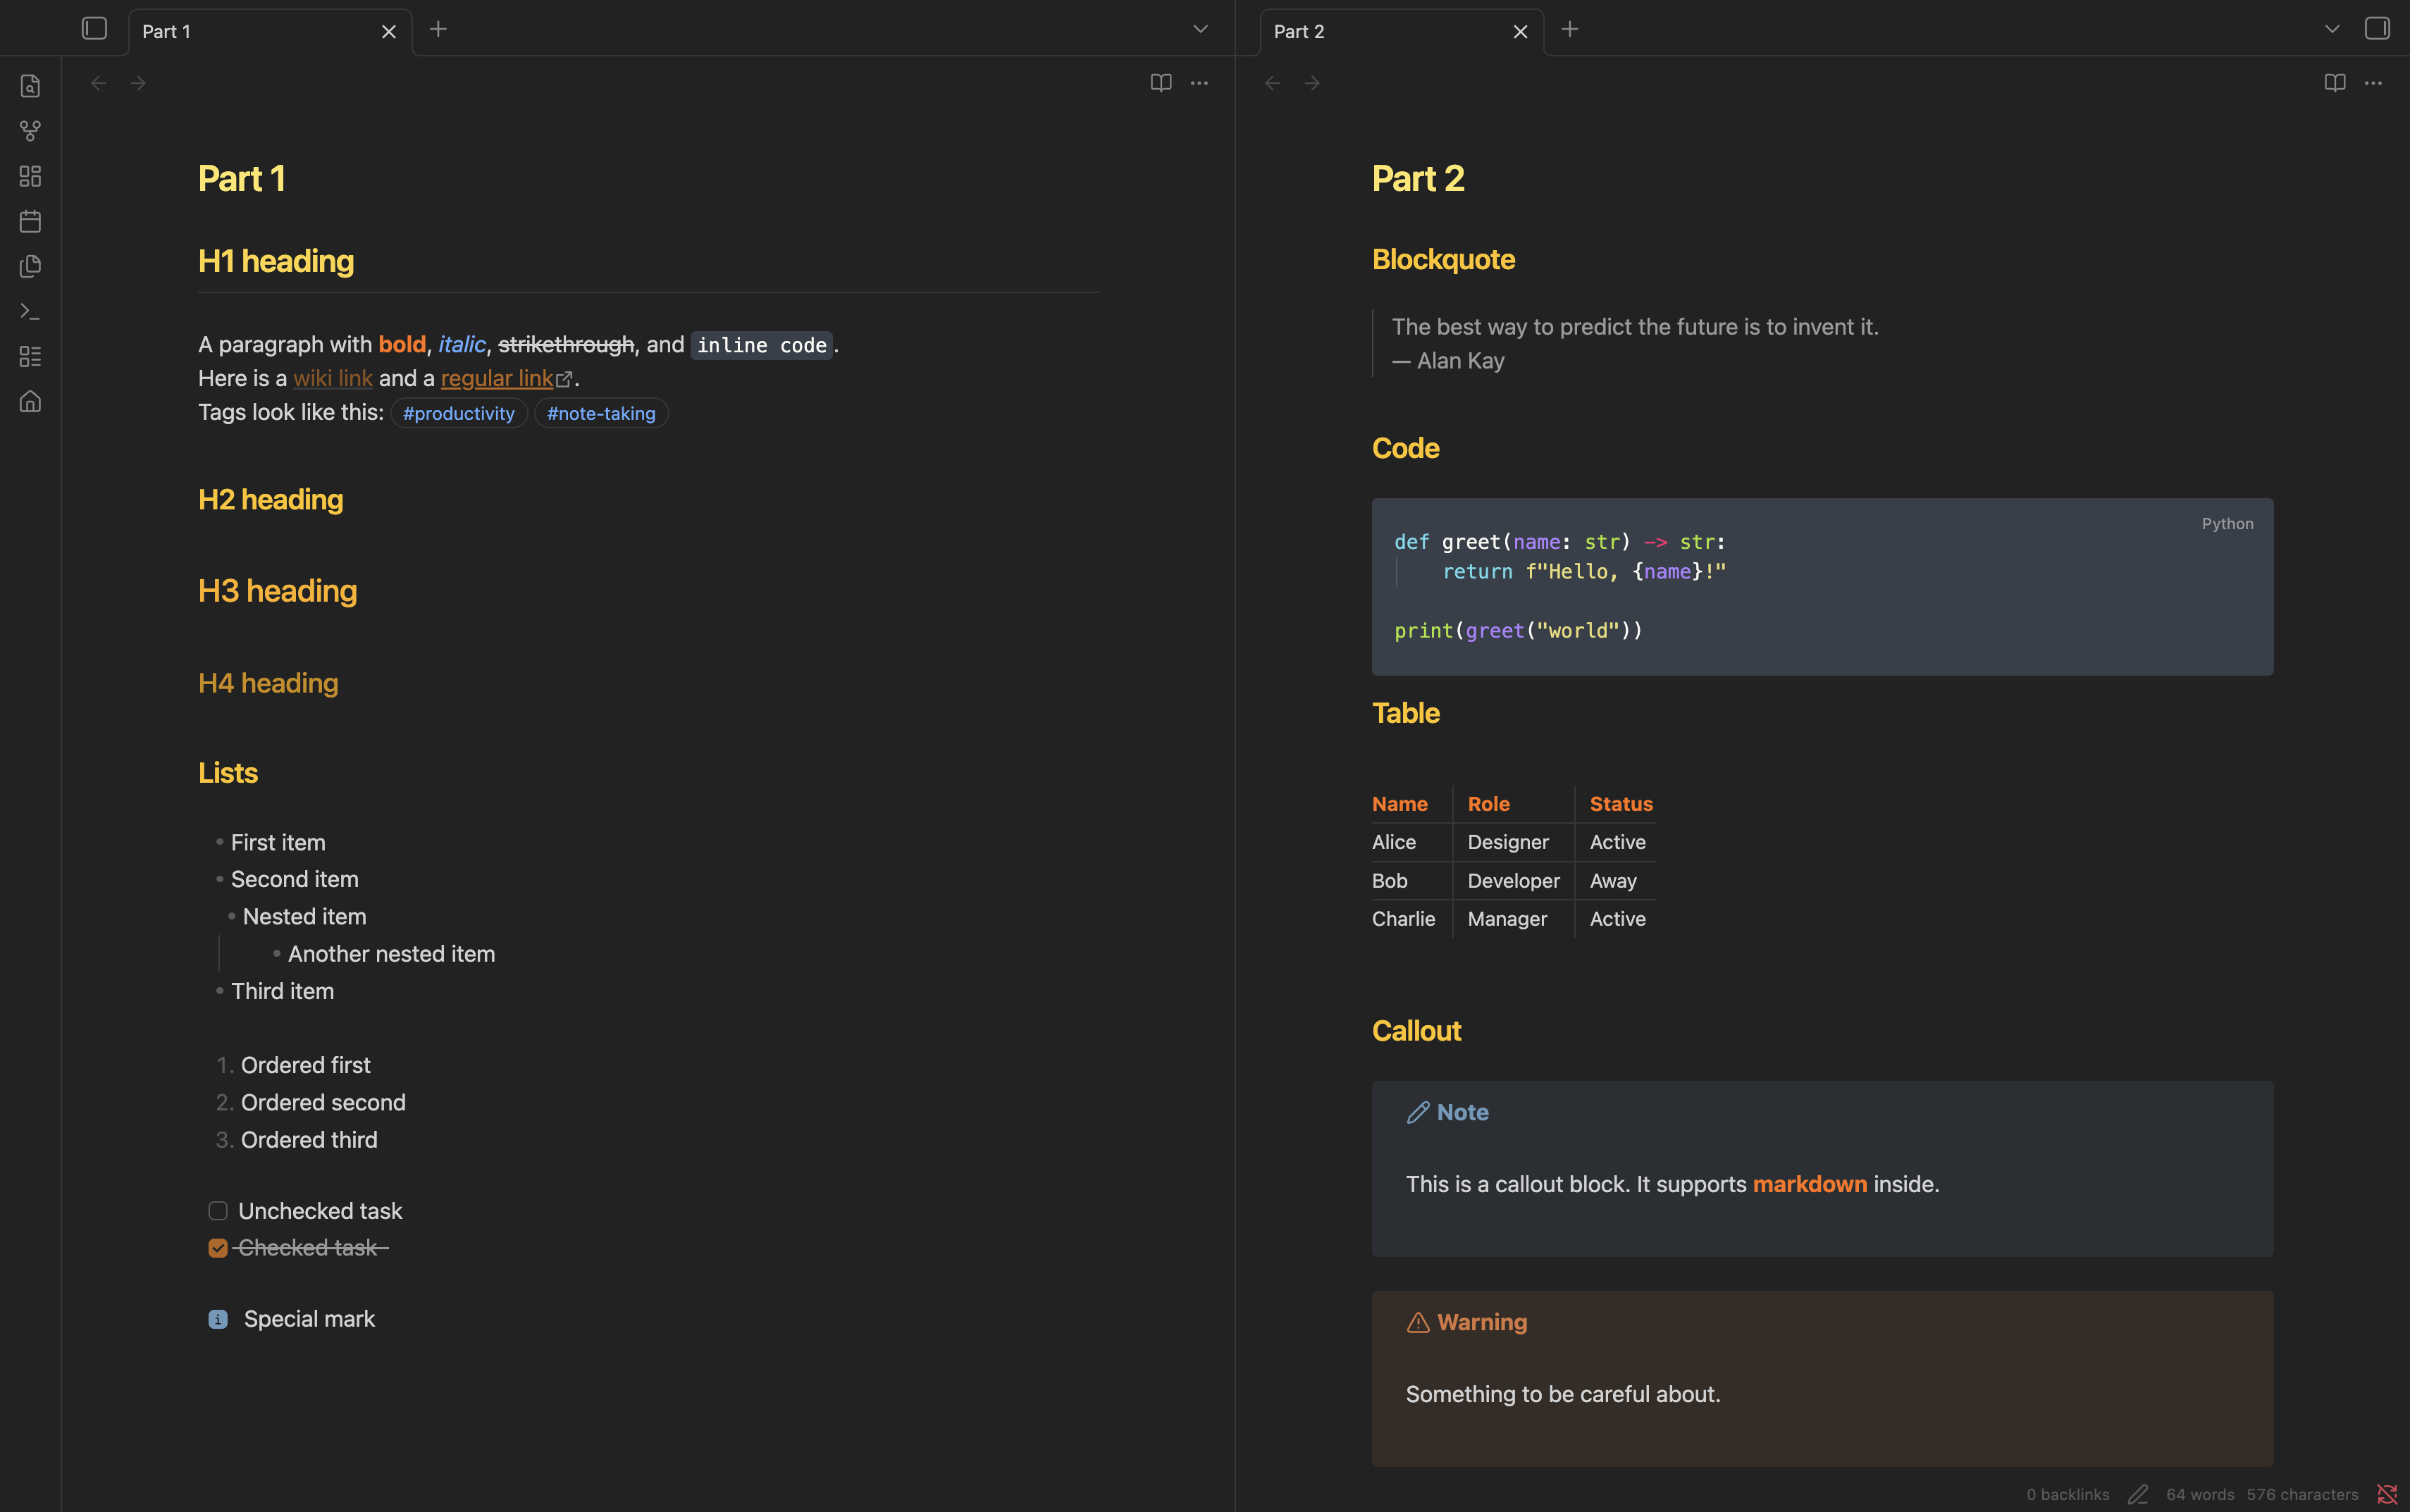 Part 1
Part 2
Part 1
H1 heading
A paragraph with bold, italic, strikethrough, and inline code.
Here is a wiki link and a regular link.
Tags look like this: #productivity #note-taking
H2 heading
H3 heading
H4 heading
Lists
First item
Second item
Nested item
Another nested item
Third item
1. Ordered first
2. Ordered second
3. Ordered third
Unchecked task
Checked task
i Special mark
Part 2
Blockquote
The best way to predict the future is to invent it.
— Alan Kay
Code
Python
def greet(name: str) -> str:
    return f"Hello, {name}!"
print(greet("world"))
Table
Name Role Status
Alice Designer Active
Bob Developer Away
Charlie Manager Active
Callout
Note
This is a callout block. It supports markdown inside.
Warning
Something to be careful about.
0 backlinks 64 words 576 characters